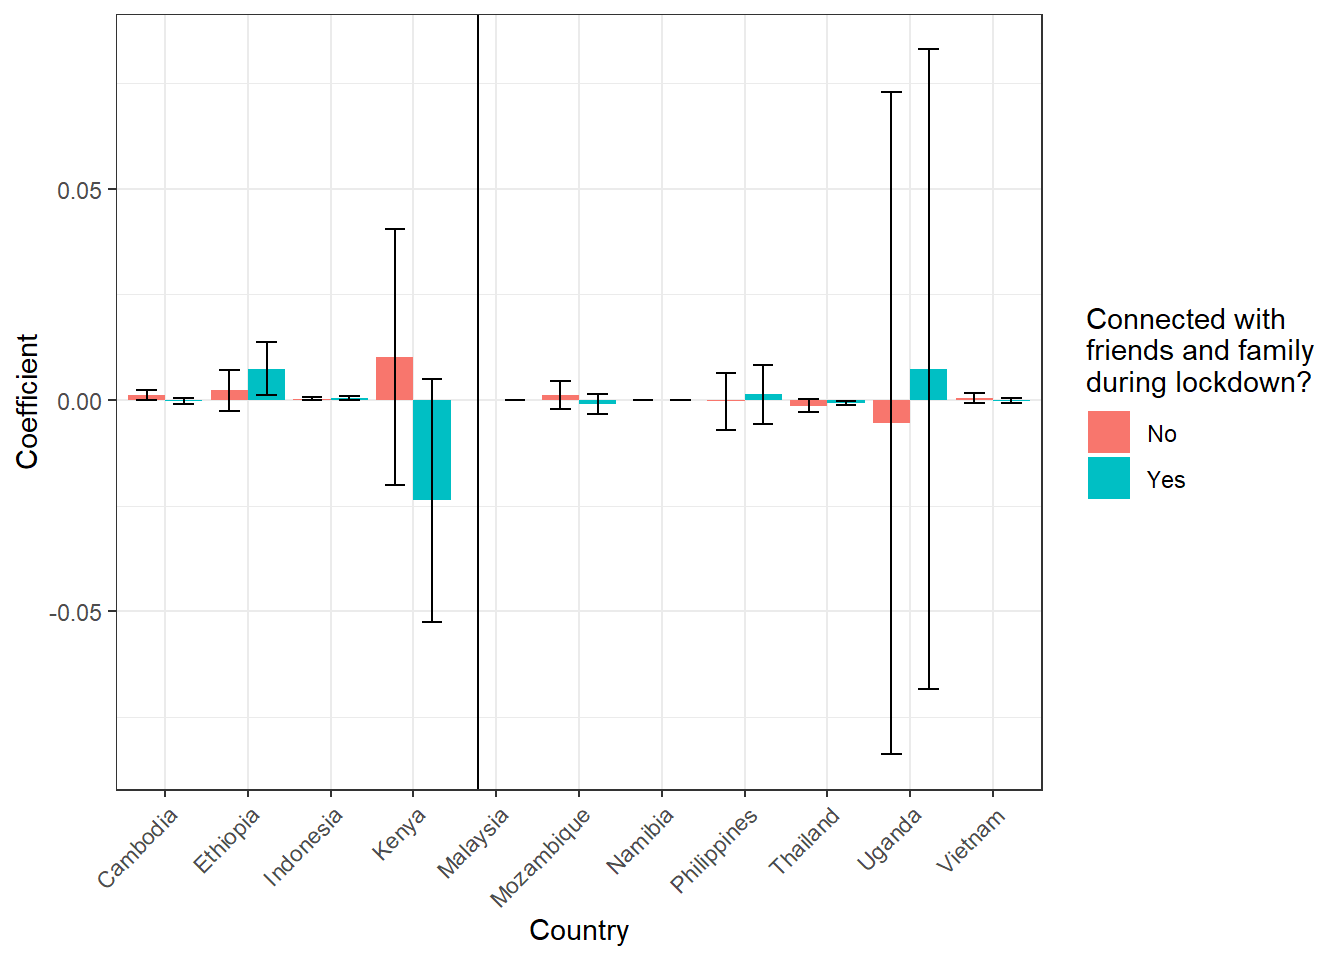 0.05
0.00
-0.05
Coefficient
Cambodia
Ethiopia
Indonesia
Kenya
Malaysia
Mozambique
Namibia
Philippines
Thailand
Uganda
Vietnam
Country
Connected with
friends and family
during lockdown?
No
Yes